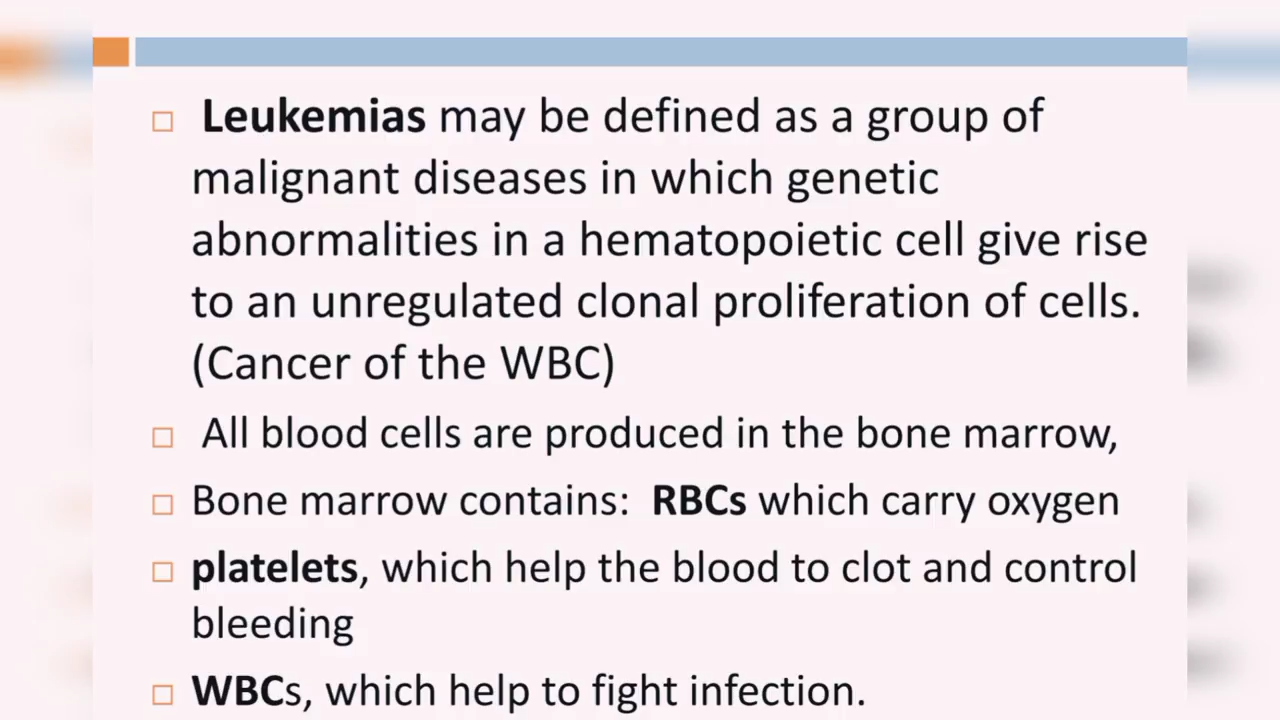 Leukemias may be defined as a group of
malignant diseases in which genetic
abnormalities in a hematopoietic cell give rise
to an unregulated clonal proliferation of cells.
(Cancer of the WBC)
All blood cells are produced in the bone marrow,
Bone marrow contains: RBCs which carry oxygen
platelets, which help the blood to clot and control
bleeding
WBCs, which help to fight infection.